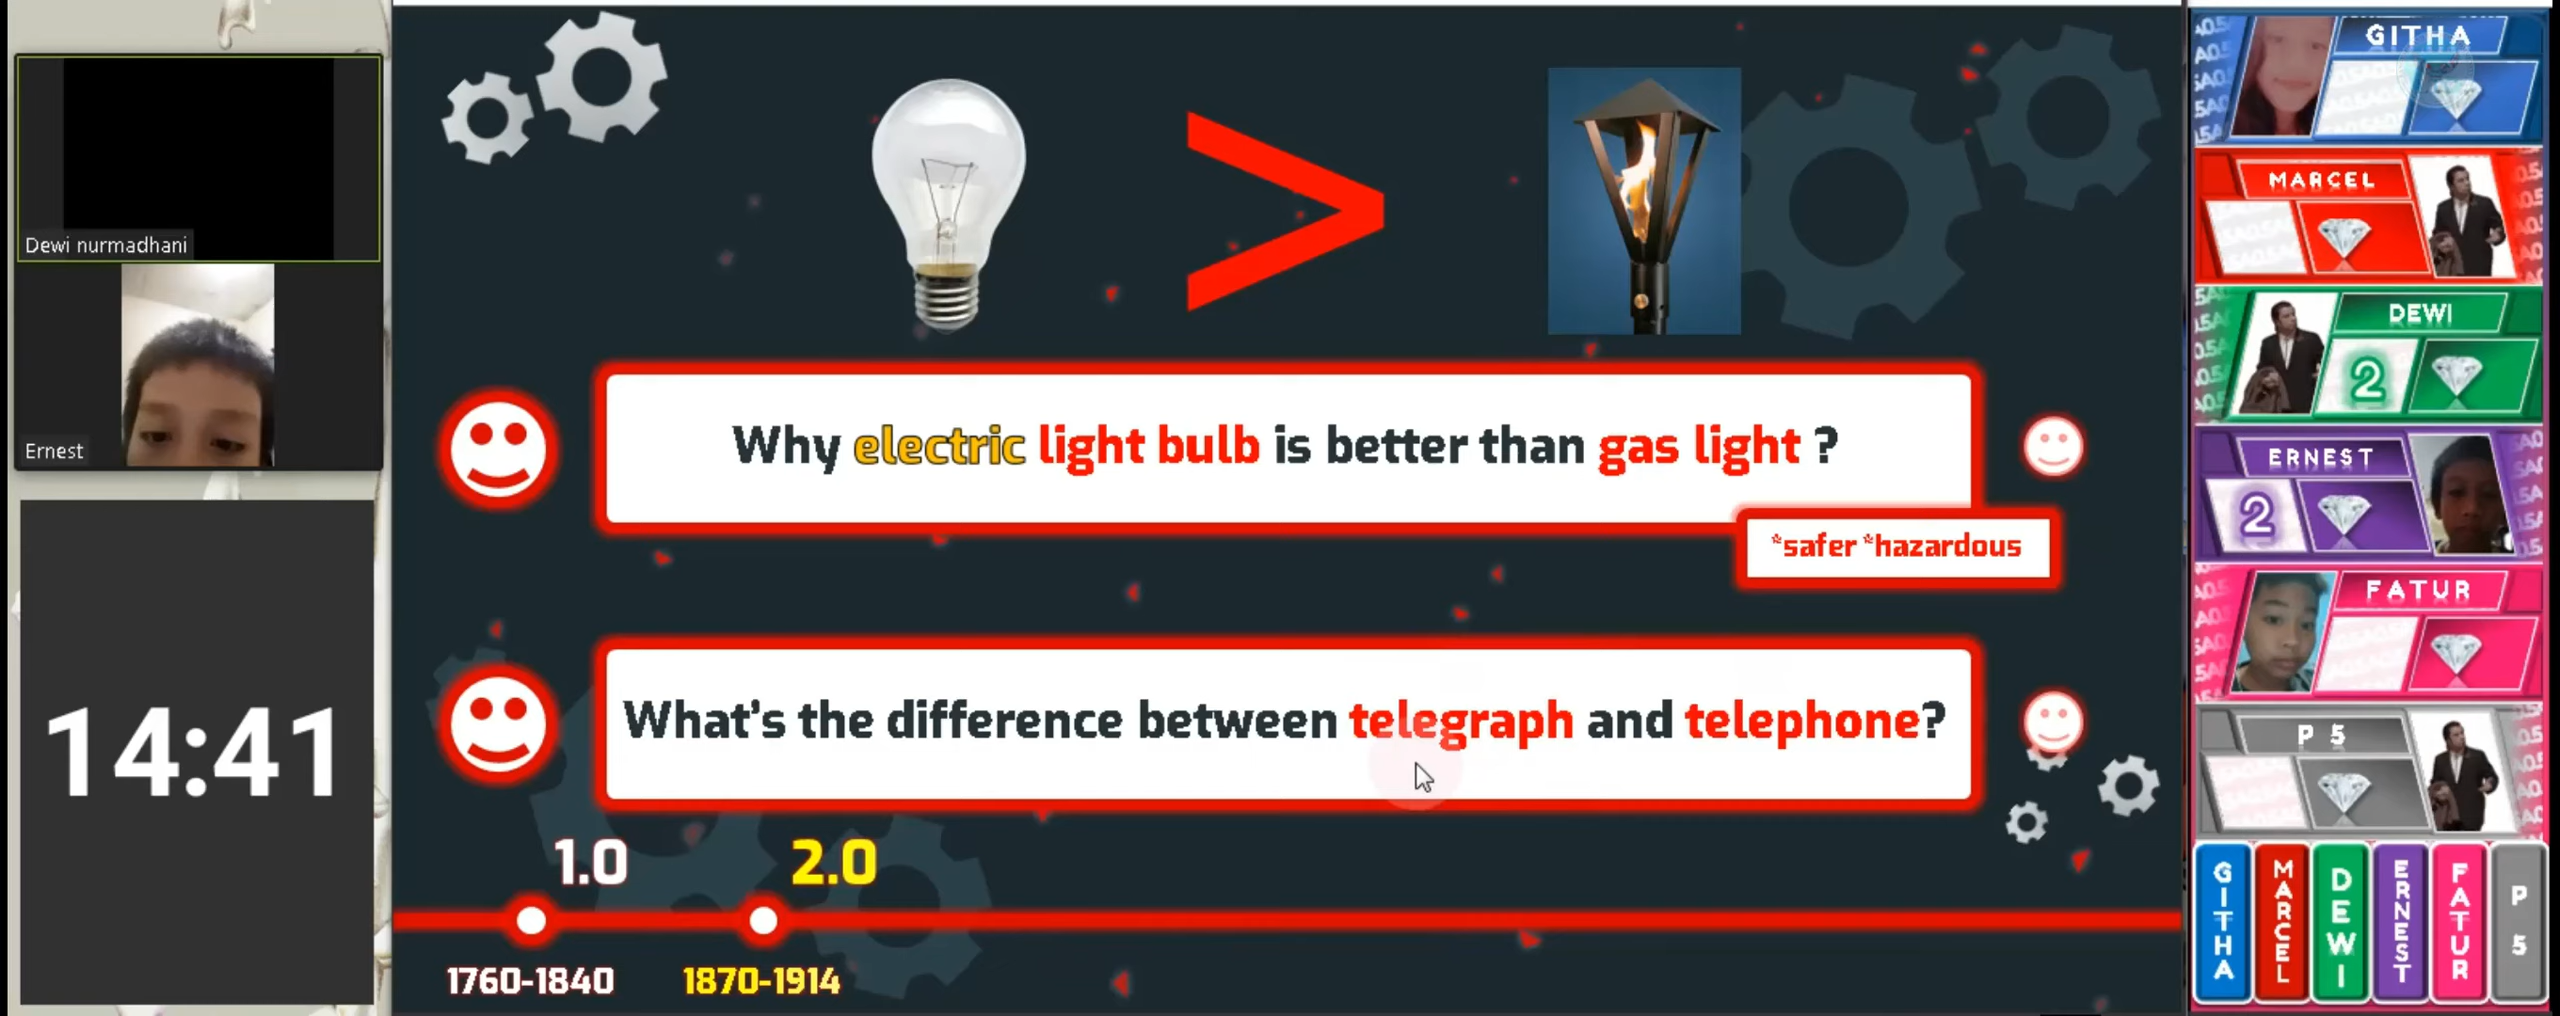 Dewi nurmadhani
Ernest
14:41
Why electric light bulb is better than gas light ?
*safer *hazardous
What's the difference between telegraph and telephone?
1.0
2.0
1760-1840
1870-1914
GITHA
MARCEL
DEWI
2
ERNEST
2
FATUR
P 5
GITHA
MARCEL
DEWI
ERNEST
FATUR
P 5